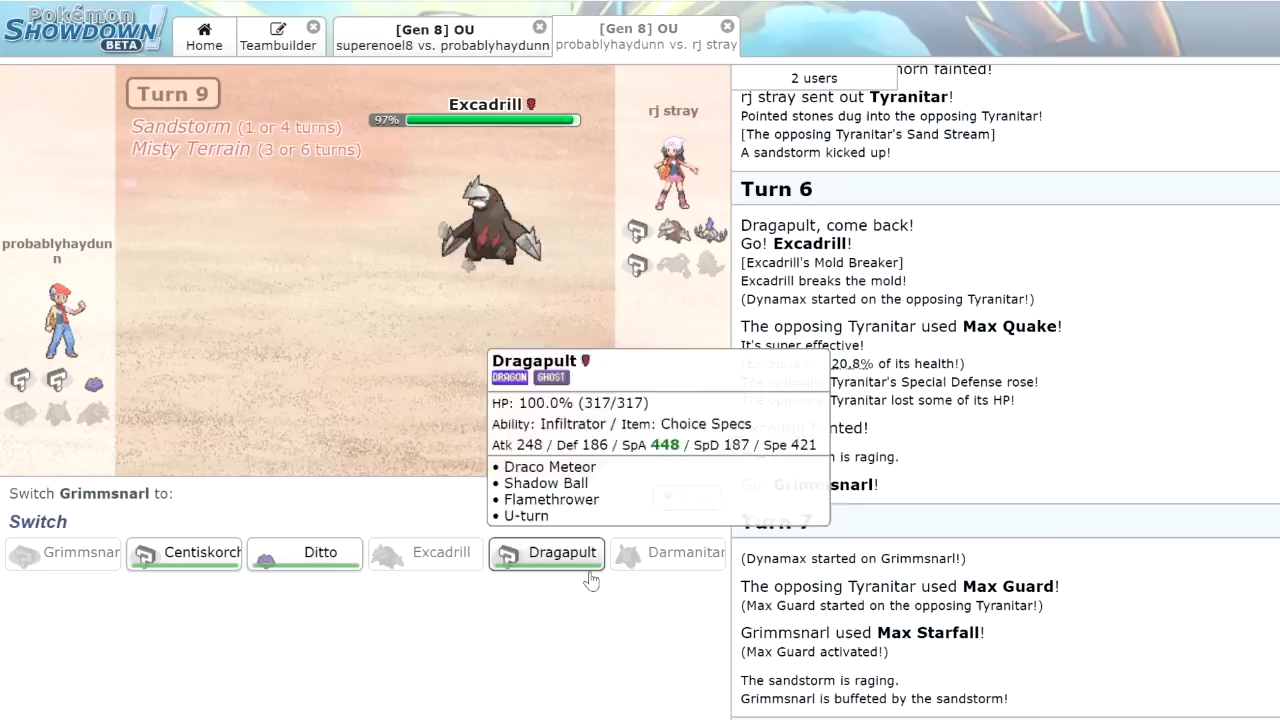 Pokémon
SHOWDOWN!
BETA
Home
Teambuilder
[Gen 8] OU
superenoel8 vs. probablyhaydunn
[Gen 8] OU
probablyhaydunn vs. rj stray
Turn 9
Sandstorm (1 or 4 turns)
Misty Terrain (3 or 6 turns)
Excadrill
97%
rj stray
probablyhaydun
n
2 users
fainted!
rj stray sent out Tyranitar!
Pointed stones dug into the opposing Tyranitar!
[The opposing Tyranitar's Sand Stream]
A sandstorm kicked up!
Turn 6
Dragapult, come back!
Go! Excadrill!
[Excadrill's Mold Breaker]
Excadrill breaks the mold!
(Dynamax started on the opposing Tyranitar!)
The opposing Tyranitar used Max Quake!
It's super effective!
20.8% of its health!)
Tyranitar's Special Defense rose!
Tyranitar lost some of its HP!
is raging.
Grimmsnarl!
Turn 7
(Dynamax started on Grimmsnarl!)
The opposing Tyranitar used Max Guard!
(Max Guard started on the opposing Tyranitar!)
Grimmsnarl used Max Starfall!
(Max Guard activated!)
The sandstorm is raging.
Grimmsnarl is buffeted by the sandstorm!
Dragapult
DRAGON GHOST
HP: 100.0% (317/317)
Ability: Infiltrator / Item: Choice Specs
Atk 248 / Def 186 / SpA 448 / SpD 187 / Spe 421
• Draco Meteor
• Shadow Ball
• Flamethrower
• U-turn
Switch Grimmsnarl to:
Switch
Grimmsnar
Centiskorch
Ditto
Excadrill
Dragapult
Darmanitar